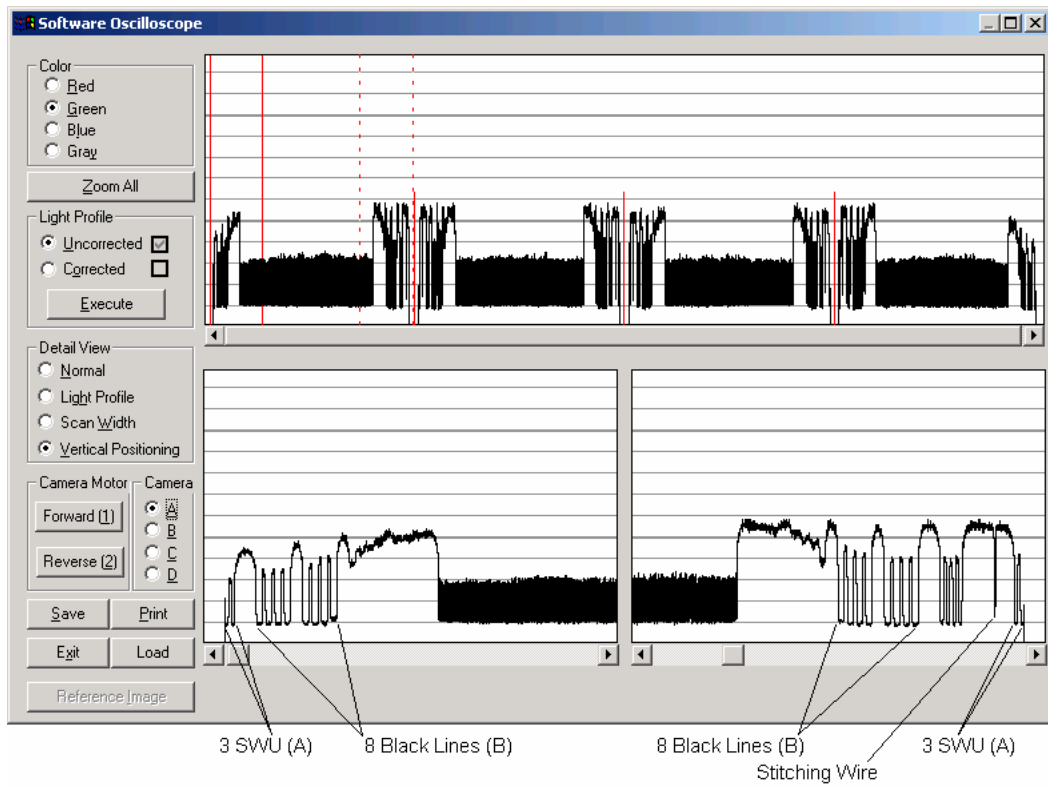 Software Oscilloscope
Color
Red
Green
Blue
Gray
Zoom All
Light Profile
Uncorrected
Corrected
Execute
Detail View
Normal
Light Profile
Scan Width
Vertical Positioning
Camera Motor
Camera
Forward (1)
Reverse (2)
A
B
C
D
Save
Print
Exit
Load
Reference Image
3 SWU (A)
8 Black Lines (B)
8 Black Lines (B)
3 SWU (A)
Stitching Wire